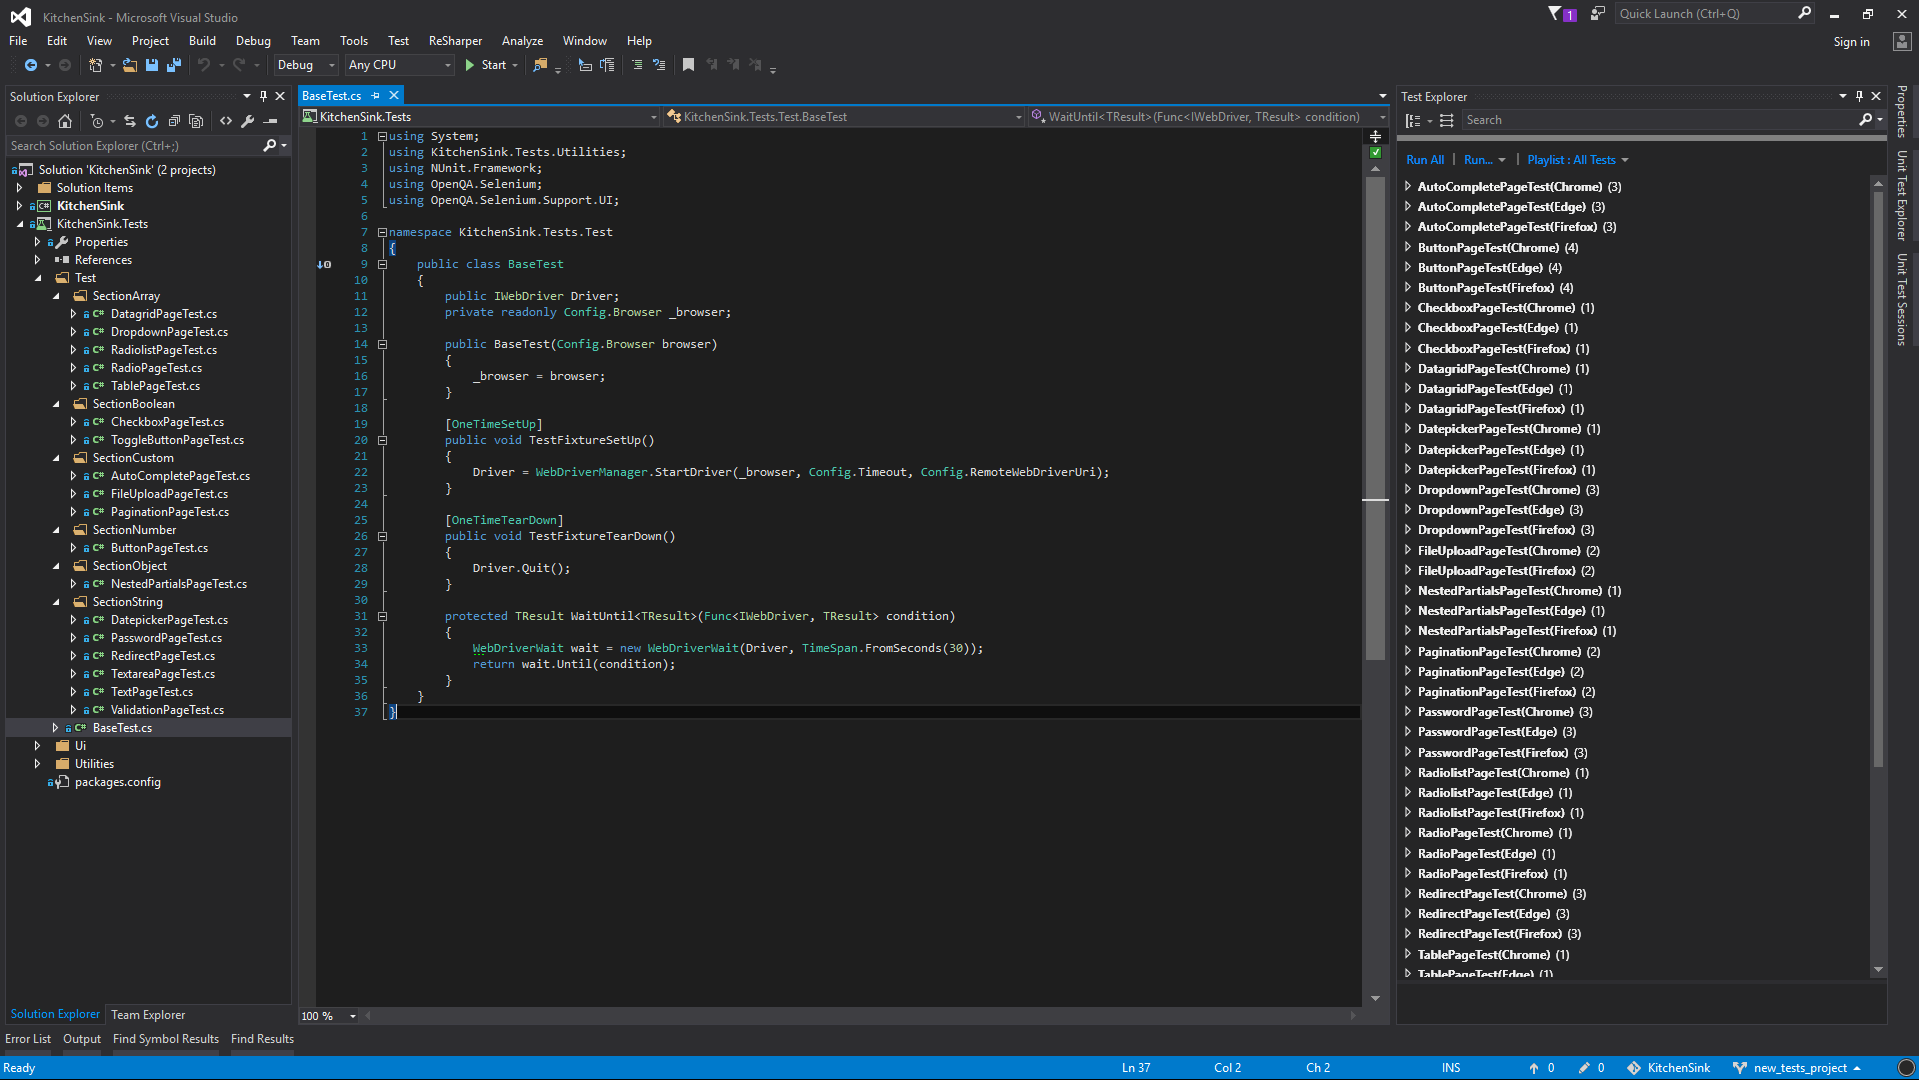 KitchenSink - Microsoft Visual Studio
1
Quick Launch (Ctrl+Q)
File Edit View Project Build Debug Team Tools Test ReSharper Analyze Window Help
Sign in
Debug Any CPU Start
Solution Explorer
Search Solution Explorer (Ctrl+;)
Solution 'KitchenSink' (2 projects)
Solution Items
C# KitchenSink
KitchenSink.Tests
Properties
References
Test
SectionArray
C# DatagridPageTest.cs
C# DropdownPageTest.cs
C# RadiolistPageTest.cs
C# RadioPageTest.cs
C# TablePageTest.cs
SectionBoolean
C# CheckboxPageTest.cs
C# ToggleButtonPageTest.cs
SectionCustom
C# AutoCompletePageTest.cs
C# FileUploadPageTest.cs
C# PaginationPageTest.cs
SectionNumber
C# ButtonPageTest.cs
SectionObject
C# NestedPartialsPageTest.cs
SectionString
C# DatepickerPageTest.cs
C# PasswordPageTest.cs
C# RedirectPageTest.cs
C# TextareaPageTest.cs
C# TextPageTest.cs
C# ValidationPageTest.cs
C# BaseTest.cs
Ui
Utilities
packages.config
Solution Explorer Team Explorer
BaseTest.cs
KitchenSink.Tests KitchenSink.Tests.Test.BaseTest WaitUntil<TResult>(Func<IWebDriver, TResult> condition)
1 using System;
2 using KitchenSink.Tests.Utilities;
3 using NUnit.Framework;
4 using OpenQA.Selenium;
5 using OpenQA.Selenium.Support.UI;
6
7 namespace KitchenSink.Tests.Test
8 {
9 public class BaseTest
10 {
11 public IWebDriver Driver;
12 private readonly Config.Browser _browser;
13
14 public BaseTest(Config.Browser browser)
15 {
16 _browser = browser;
17 }
18
19 [OneTimeSetUp]
20 public void TestFixtureSetUp()
21 {
22 Driver = WebDriverManager.StartDriver(_browser, Config.Timeout, Config.RemoteWebDriverUri);
23 }
24
25 [OneTimeTearDown]
26 public void TestFixtureTearDown()
27 {
28 Driver.Quit();
29 }
30
31 protected TResult WaitUntil<TResult>(Func<IWebDriver, TResult> condition)
32 {
33 WebDriverWait wait = new WebDriverWait(Driver, TimeSpan.FromSeconds(30));
34 return wait.Until(condition);
35 }
36 }
37 }
100 %
Test Explorer
Search
Run All Run... Playlist : All Tests
AutoCompletePageTest(Chrome) (3)
AutoCompletePageTest(Edge) (3)
AutoCompletePageTest(Firefox) (3)
ButtonPageTest(Chrome) (4)
ButtonPageTest(Edge) (4)
ButtonPageTest(Firefox) (4)
CheckboxPageTest(Chrome) (1)
CheckboxPageTest(Edge) (1)
CheckboxPageTest(Firefox) (1)
DatagridPageTest(Chrome) (1)
DatagridPageTest(Edge) (1)
DatagridPageTest(Firefox) (1)
DatepickerPageTest(Chrome) (1)
DatepickerPageTest(Edge) (1)
DatepickerPageTest(Firefox) (1)
DropdownPageTest(Chrome) (3)
DropdownPageTest(Edge) (3)
DropdownPageTest(Firefox) (3)
FileUploadPageTest(Chrome) (2)
FileUploadPageTest(Firefox) (2)
NestedPartialsPageTest(Chrome) (1)
NestedPartialsPageTest(Edge) (1)
NestedPartialsPageTest(Firefox) (1)
PaginationPageTest(Chrome) (2)
PaginationPageTest(Edge) (2)
PaginationPageTest(Firefox) (2)
PasswordPageTest(Chrome) (3)
PasswordPageTest(Edge) (3)
PasswordPageTest(Firefox) (3)
RadiolistPageTest(Chrome) (1)
RadiolistPageTest(Edge) (1)
RadiolistPageTest(Firefox) (1)
RadioPageTest(Chrome) (1)
RadioPageTest(Edge) (1)
RadioPageTest(Firefox) (1)
RedirectPageTest(Chrome) (3)
RedirectPageTest(Edge) (3)
RedirectPageTest(Firefox) (3)
TablePageTest(Chrome) (1)
TablePageTest(Edge) (1)
Properties
Unit Test Explorer
Unit Test Sessions
Error List Output Find Symbol Results Find Results
Ready Ln 37 Col 2 Ch 2 INS 0 0 KitchenSink new_tests_project